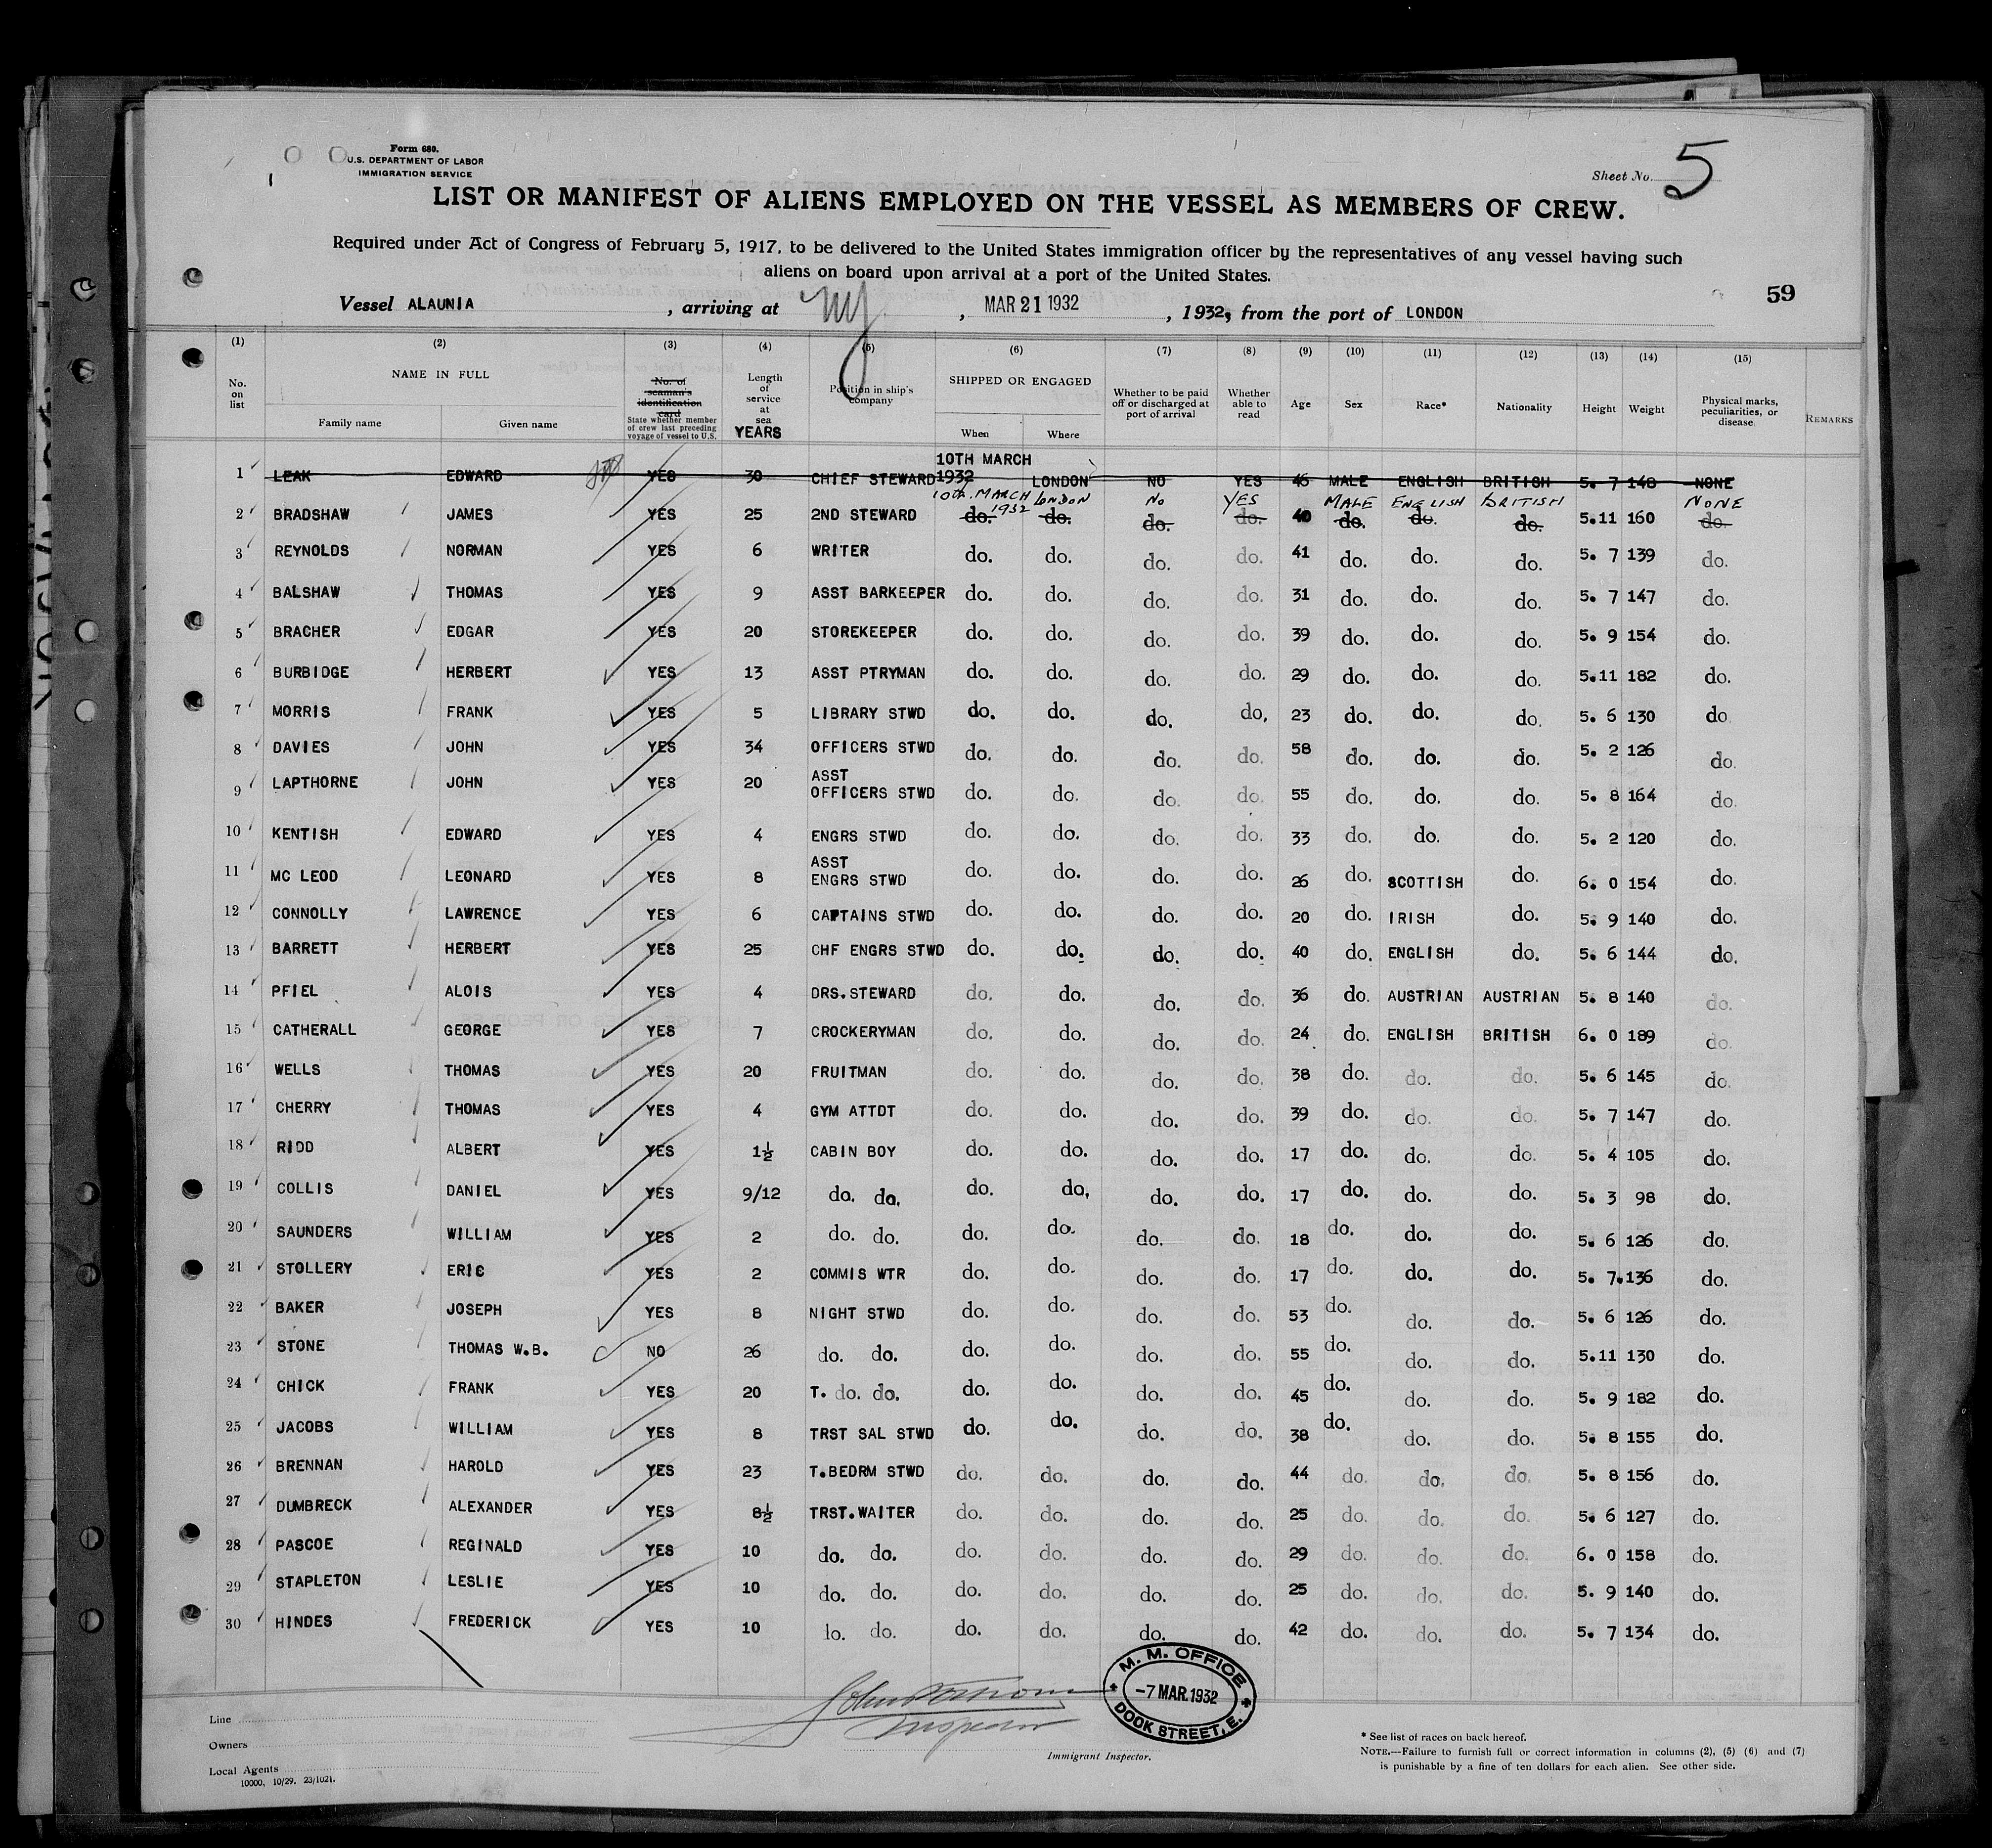 Form 680.
U.S. DEPARTMENT OF LABOR
IMMIGRATION SERVICE
Sheet No. 5
LIST OR MANIFEST OF ALIENS EMPLOYED ON THE VESSEL AS MEMBERS OF CREW.
Required under Act of Congress of February 5, 1917, to be delivered to the United States immigration officer by the representatives of any vessel having such
aliens on board upon arrival at a port of the United States.
59
Vessel ALAUNIA , arriving at NY , MAR 21 1932 , 1932, from the port of LONDON
(1) (2) (3) (4) (5) (6) (7) (8) (9) (10) (11) (12) (13) (14) (15)
No. on list
NAME IN FULL
Family name
Given name
No. of seaman's identification card
State whether member of crew last preceding voyage of vessel to U.S.
Length of service at sea
YEARS
Position in ship's company
SHIPPED OR ENGAGED
When
Where
Whether to be paid off or discharged at port of arrival
Whether able to read
Age
Sex
Race*
Nationality
Height
Weight
Physical marks, peculiarities, or disease
REMARKS
1 LEAK EDWARD YES 30 CHIEF STEWARD 10TH MARCH 1932 LONDON NO YES 46 MALE ENGLISH BRITISH 5. 7 148 NONE
10th. MARCH 1932 LONDON No YES MALE ENGLISH BRITISH NONE
2 BRADSHAW JAMES YES 25 2ND STEWARD do. do. do. do. 40 do. do. do. 5.11 160 do.
3 REYNOLDS NORMAN YES 6 WRITER do. do. do. do. 41 do. do. do. 5. 7 139 do.
4 BALSHAW THOMAS YES 9 ASST BARKEEPER do. do. do. do. 31 do. do. do. 5. 7 147 do.
5 BRACHER EDGAR YES 20 STOREKEEPER do. do. do. do. 39 do. do. do. 5. 9 154 do.
6 BURBIDGE HERBERT YES 13 ASST PTRYMAN do. do. do. do. 29 do. do. do. 5.11 182 do.
7 MORRIS FRANK YES 5 LIBRARY STWD do. do. do. do. 23 do. do. do. 5. 6 130 do
8 DAVIES JOHN YES 34 OFFICERS STWD do. do. do. do. 58 do. do. do. 5. 2 126 do.
9 LAPTHORNE JOHN YES 20 ASST OFFICERS STWD do. do. do. do. 55 do. do. do. 5. 8 164 do.
10 KENTISH EDWARD YES 4 ENGRS STWD do. do. do. do. 33 do. do. do. 5. 2 120 do.
11 MC LEOD LEONARD YES 8 ASST ENGRS STWD do. do. do. do. 26 do. SCOTTISH do. 6. 0 154 do.
12 CONNOLLY LAWRENCE YES 6 CAPTAINS STWD do. do. do. do. 20 do. IRISH do. 5. 9 140 do.
13 BARRETT HERBERT YES 25 CHF ENGRS STWD do. do. do. do. 40 do. ENGLISH do. 5. 6 144 do.
14 PFIEL ALOIS YES 4 DRS.STEWARD do. do. do. do. 36 do. AUSTRIAN AUSTRIAN 5. 8 140 do.
15 CATHERALL GEORGE YES 7 CROCKERYMAN do. do. do. do. 24 do. ENGLISH BRITISH 6. 0 189 do.
16 WELLS THOMAS YES 20 FRUITMAN do. do. do. do. 38 do. do. do. 5. 6 145 do.
17 CHERRY THOMAS YES 4 GYM ATTDT do. do. do. do. 39 do. do. do. 5. 7 147 do.
18 RIDD ALBERT YES 1½ CABIN BOY do. do. do. do. 17 do. do. do. 5. 4 105 do.
19 COLLIS DANIEL YES 9/12 do. do. do. do, do. do. 17 do. do. do. 5. 3 98 do.
20 SAUNDERS WILLIAM YES 2 do. do. do. do. do. do. 18 do. do. do. 5. 6 126 do.
21 STOLLERY ERIC YES 2 COMMIS WTR do. do. do. do. 17 do. do. do. 5. 7.136 do.
22 BAKER JOSEPH YES 8 NIGHT STWD do. do. do. do. 53 do. do. do. 5. 6 126 do.
23 STONE THOMAS W.B. NO 26 do. do. do. do. do. do. 55 do. do. do. 5.11 130 do.
24 CHICK FRANK YES 20 T. do. do. do. do. do. do. 45 do. do. do. 5. 9 182 do.
25 JACOBS WILLIAM YES 8 TRST SAL STWD do. do. do. do. 38 do. do. do. 5. 8 155 do.
26 BRENNAN HAROLD YES 23 T.BEDRM STWD do. do. do. do. 44 do. do. do. 5. 8 156 do.
27 DUMBRECK ALEXANDER YES 8½ TRST.WAITER do. do. do. do. 25 do. do. do. 5. 6 127 do.
28 PASCOE REGINALD YES 10 do. do. do. do. do. do. 29 do. do. do. 6. 0 158 do.
29 STAPLETON LESLIE YES 10 do. do. do. do. do. do. 25 do. do. do. 5. 9 140 do.
30 HINDES FREDERICK YES 10 lo. do. do. do. do. do. 42 do. do. do. 5. 7 134 do.
M. M. OFFICE
-7 MAR.1932
DOCK STREET, E.
Line
Owners
Local Agents
10000, 10/29, 23/1021.
Inspector
Immigrant Inspector.
* See list of races on back hereof.
NOTE.—Failure to furnish full or correct information in columns (2), (5) (6) and (7)
is punishable by a fine of ten dollars for each alien. See other side.